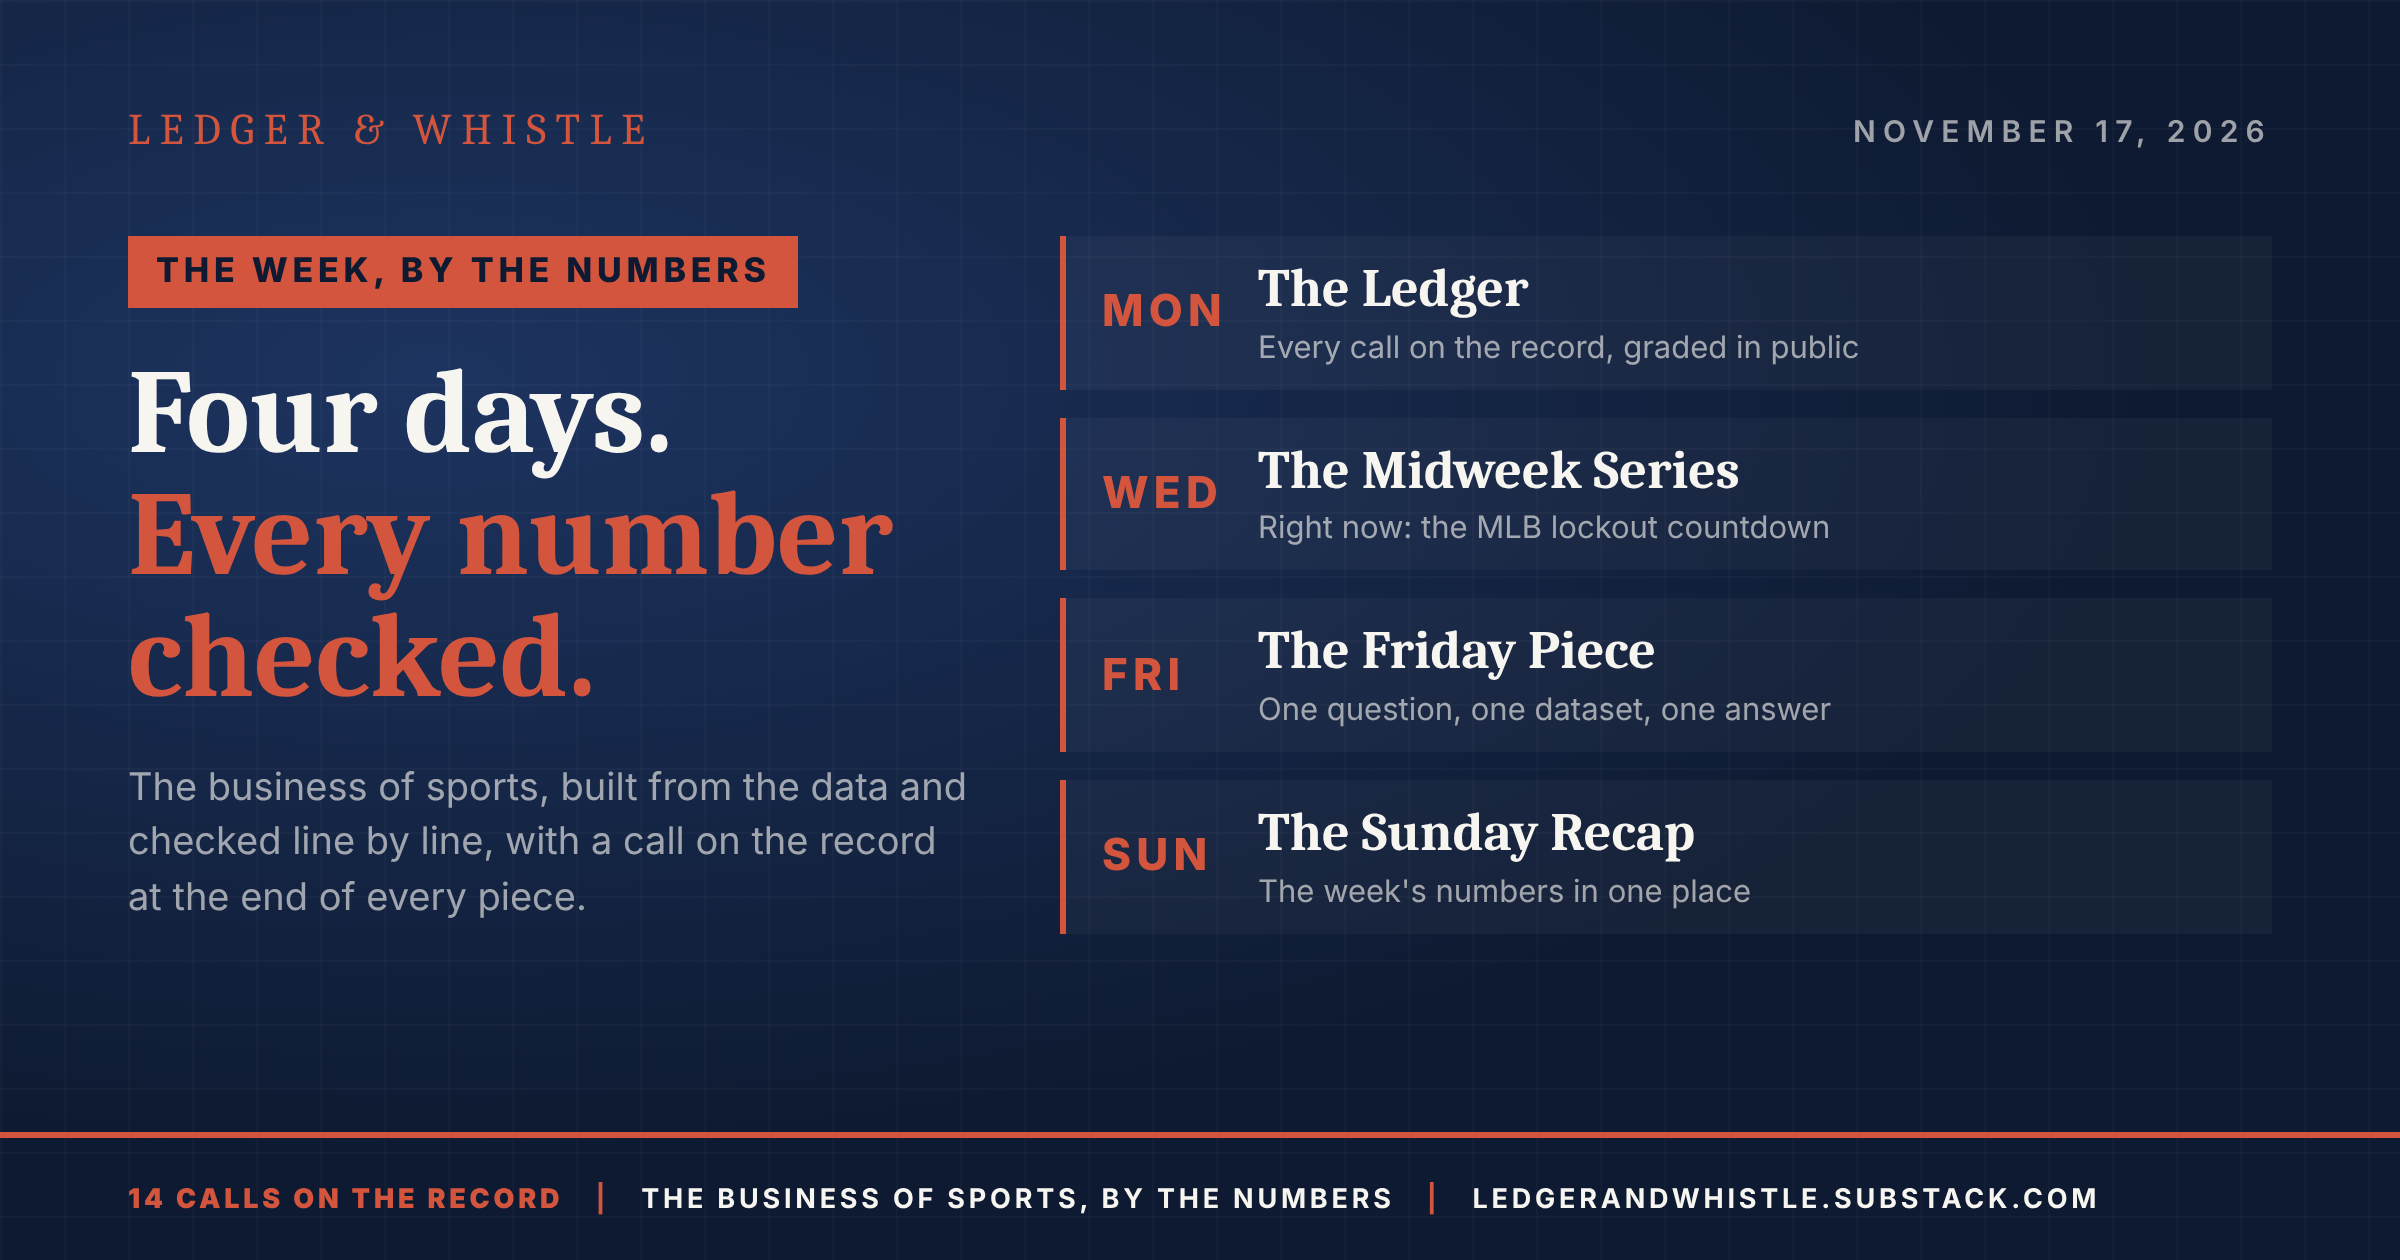 LEDGER & WHISTLE
NOVEMBER 17, 2026
THE WEEK, BY THE NUMBERS
Four days.
Every number
checked.
The business of sports, built from the data and
checked line by line, with a call on the record
at the end of every piece.
MON
The Ledger
Every call on the record, graded in public
WED
The Midweek Series
Right now: the MLB lockout countdown
FRI
The Friday Piece
One question, one dataset, one answer
SUN
The Sunday Recap
The week's numbers in one place
14 CALLS ON THE RECORD | THE BUSINESS OF SPORTS, BY THE NUMBERS | LEDGERANDWHISTLE.SUBSTACK.COM